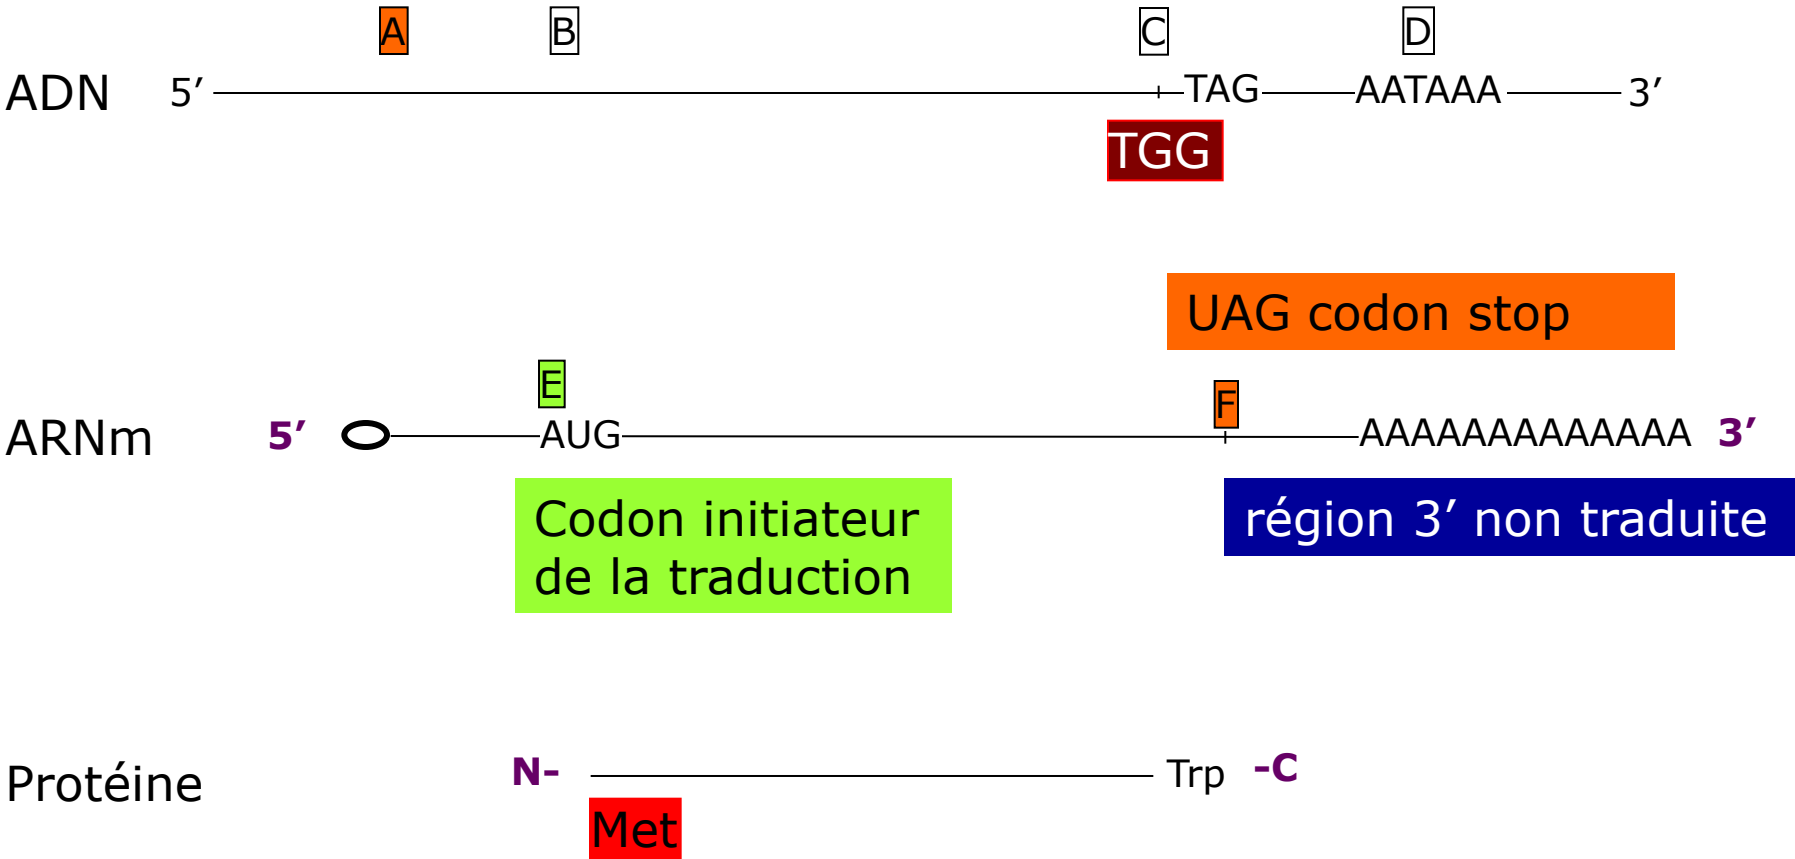 A B C D
ADN 5’ TAG AATAAA 3’
TGG
UAG codon stop
E F
ARNm 5’ AUG AAAAAAAAAAAAA 3’
Codon initiateur
de la traduction
région 3’ non traduite
Protéine N- Trp -C
Met